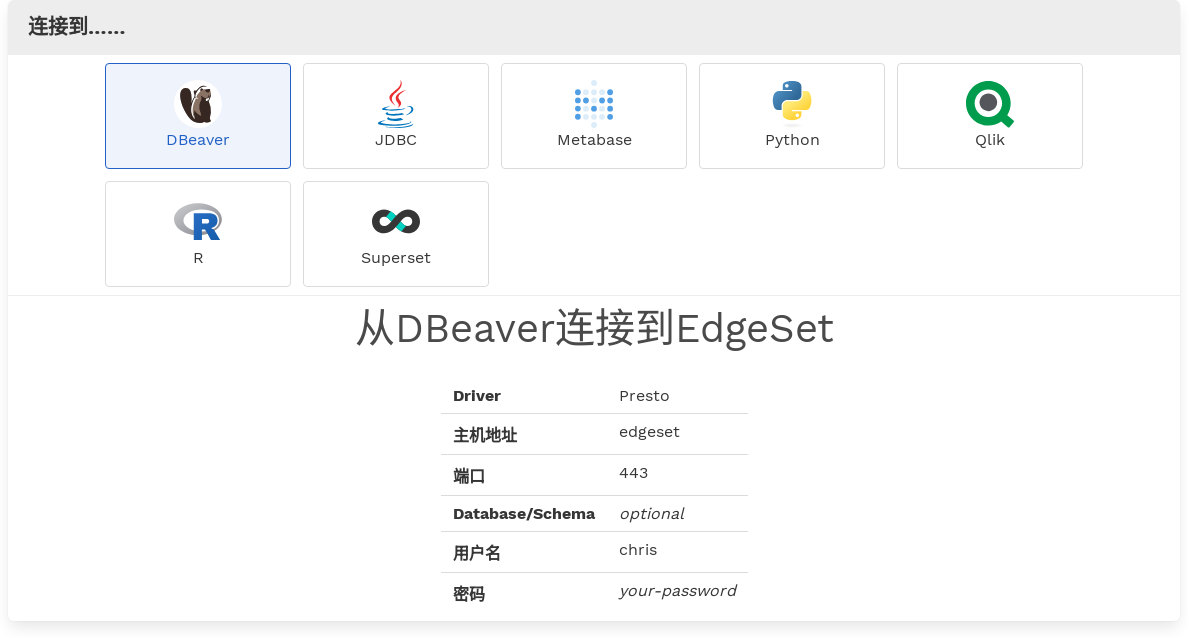 连接到……
DBeaver
JDBC
Metabase
Python
Qlik
R
Superset
从DBeaver连接到EdgeSet
Driver Presto
主机地址 edgeset
端口 443
Database/Schema optional
用户名 chris
密码 your-password